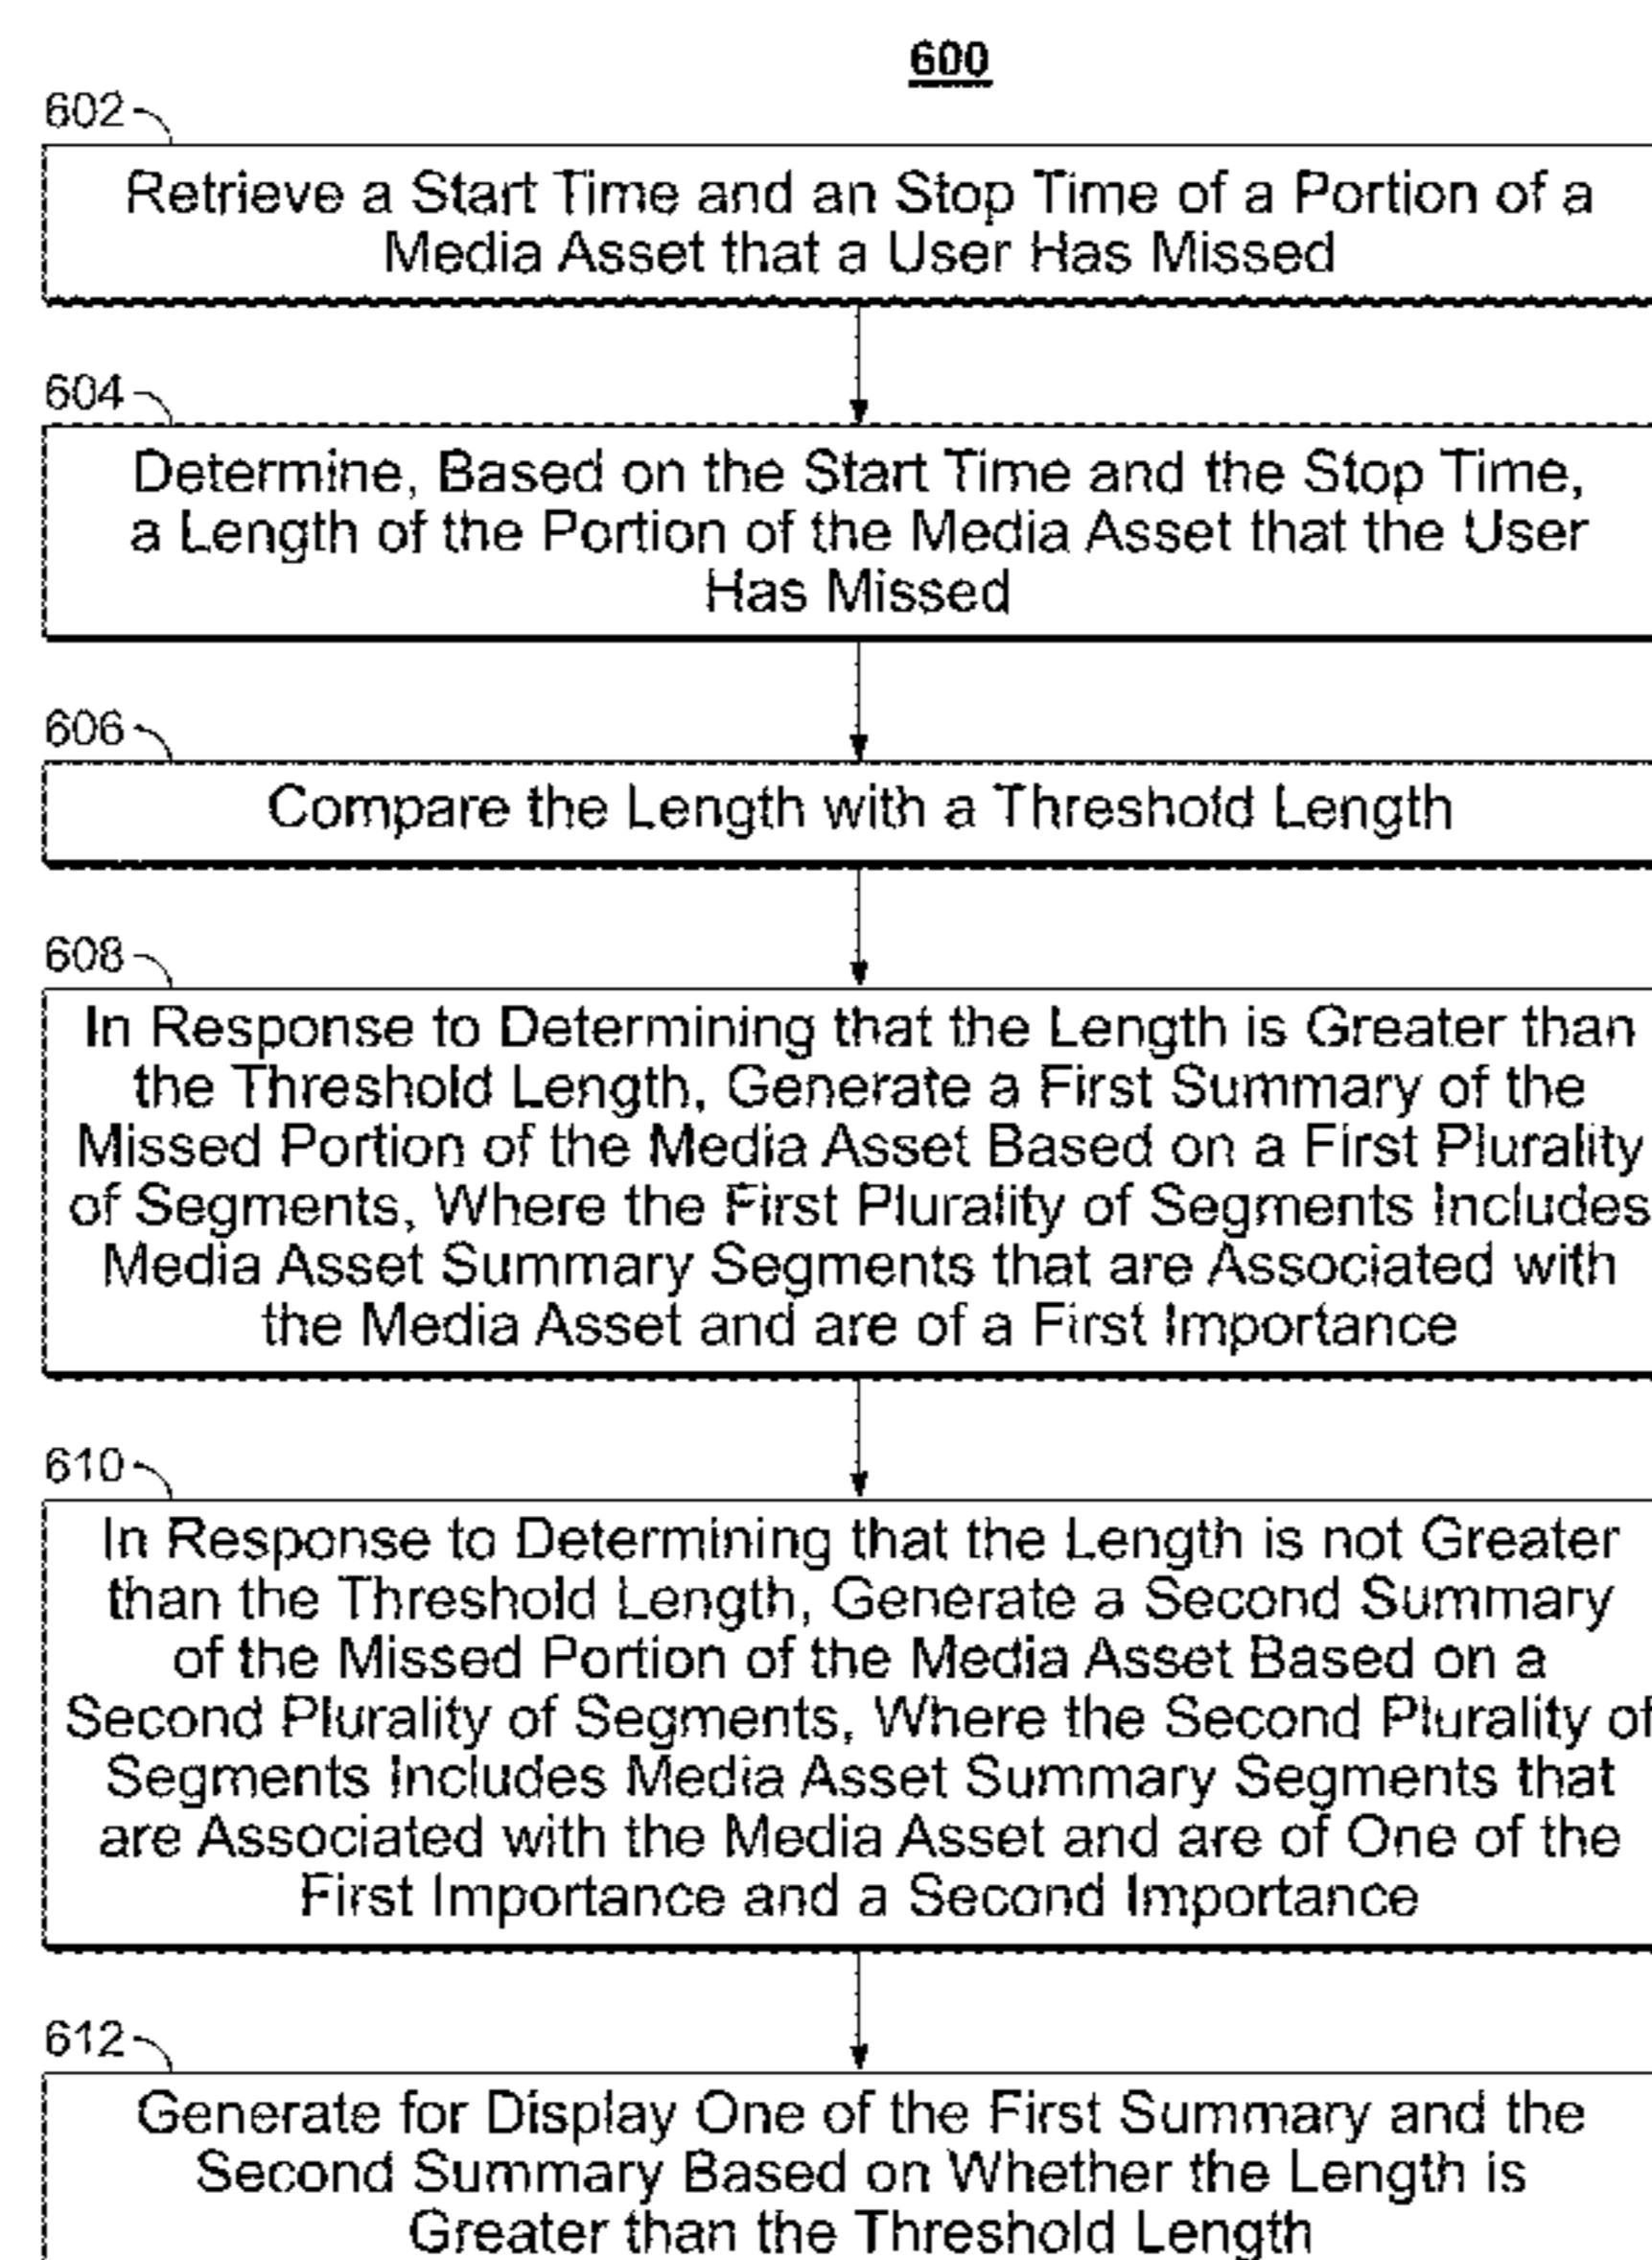 600
602
Retrieve a Start Time and an Stop Time of a Portion of a
Media Asset that a User Has Missed
604
Determine, Based on the Start Time and the Stop Time,
a Length of the Portion of the Media Asset that the User
Has Missed
606
Compare the Length with a Threshold Length
608
In Response to Determining that the Length is Greater than
the Threshold Length, Generate a First Summary of the
Missed Portion of the Media Asset Based on a First Plurality
of Segments, Where the First Plurality of Segments Includes
Media Asset Summary Segments that are Associated with
the Media Asset and are of a First Importance
610
In Response to Determining that the Length is not Greater
than the Threshold Length, Generate a Second Summary
of the Missed Portion of the Media Asset Based on a
Second Plurality of Segments, Where the Second Plurality of
Segments Includes Media Asset Summary Segments that
are Associated with the Media Asset and are of One of the
First Importance and a Second Importance
612
Generate for Display One of the First Summary and the
Second Summary Based on Whether the Length is
Greater than the Threshold Length